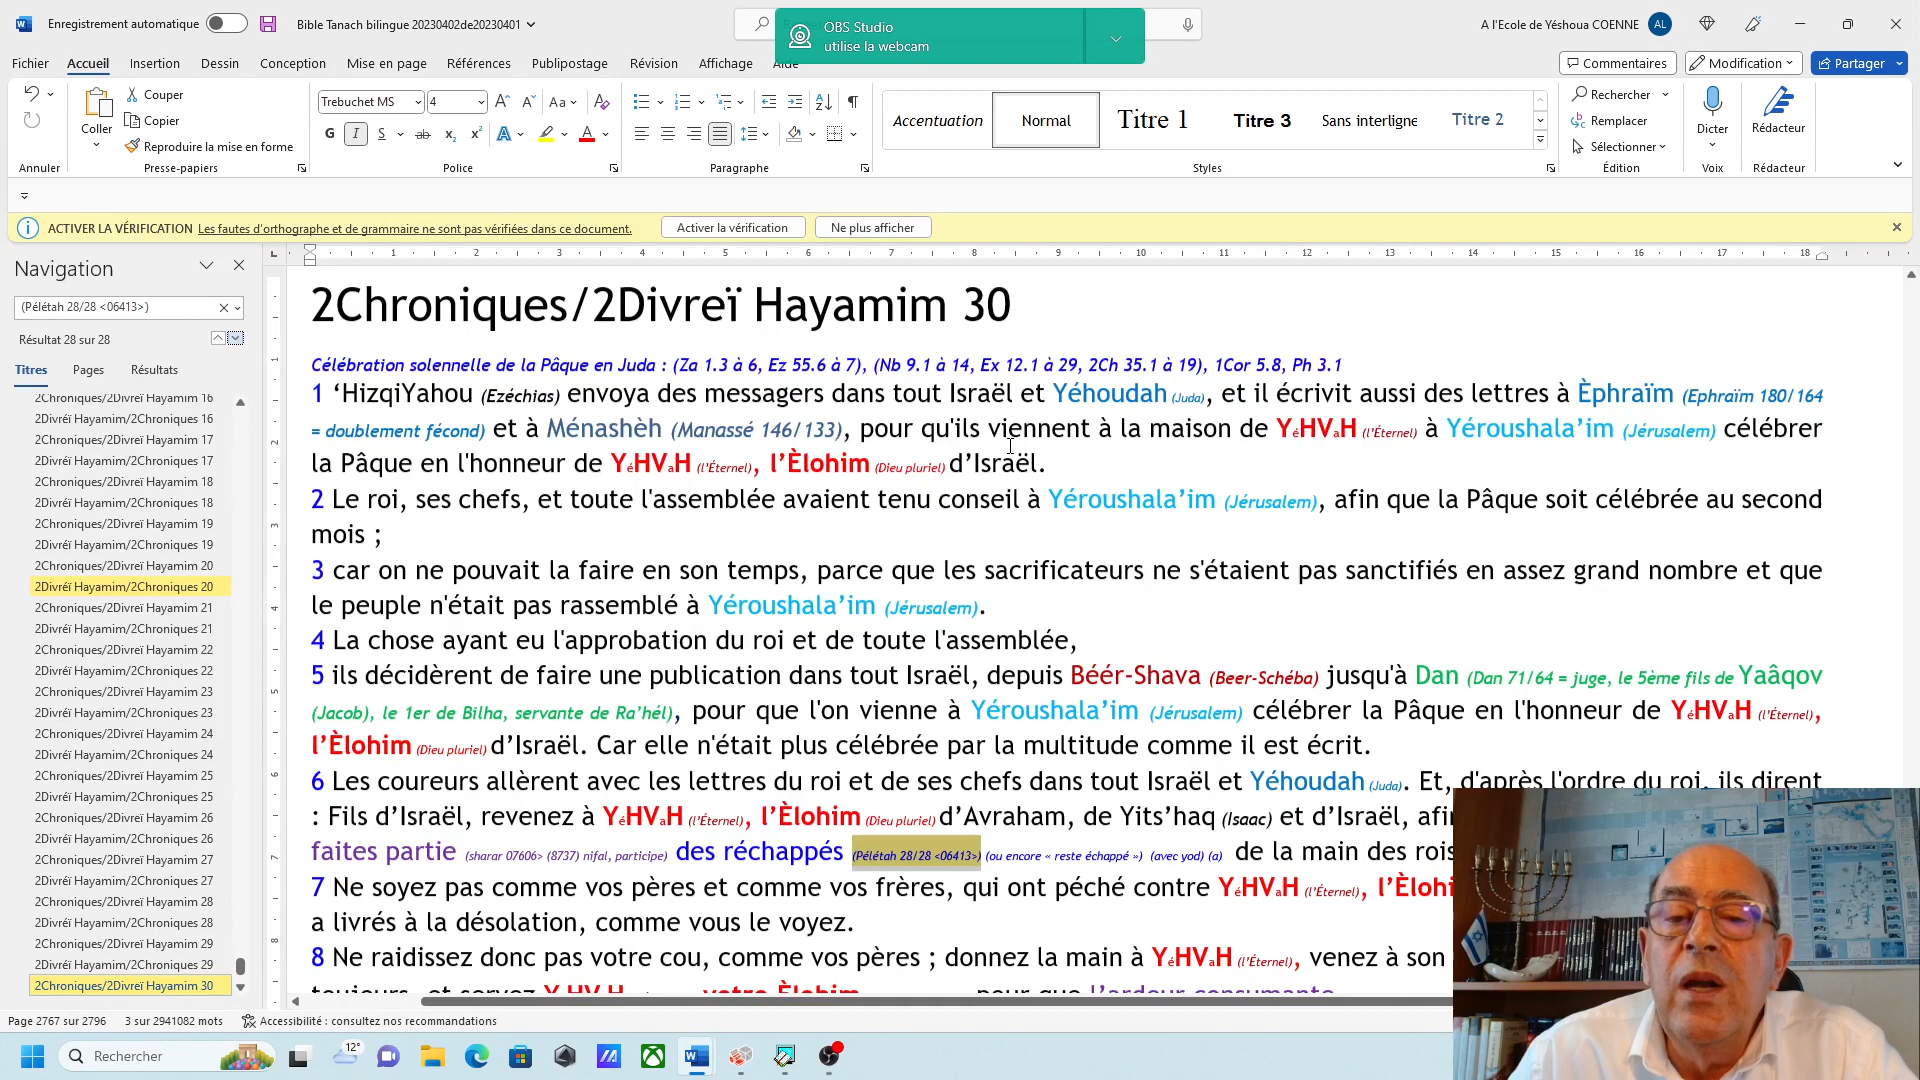 Enregistrement automatique
Bible Tanach bilingue 20230402de20230401
OBS Studio
utilise la webcam
A l'Ecole de Yéshoua COENNE
AL
Fichier Accueil Insertion Dessin Conception Mise en page Références Publipostage Révision Affichage Aide
Commentaires
Modification
Partager
Coller
Couper
Copier
Reproduire la mise en forme
Trebuchet MS
4
Accentuation
Normal
Titre 1
Titre 3
Sans interligne
Titre 2
Rechercher
Remplacer
Sélectionner
Dicter
Rédacteur
Annuler
Presse-papiers
Police
Paragraphe
Styles
Édition
Voix
Rédacteur
ACTIVER LA VÉRIFICATION Les fautes d'orthographe et de grammaire ne sont pas vérifiées dans ce document.
Activer la vérification
Ne plus afficher
Navigation
(Pélétah 28/28 <06413>)
Résultat 28 sur 28
Titres Pages Résultats
2Chroniques/2Divreï Hayamim 16
2Divréï Hayamim/2Chroniques 16
2Chroniques/2Divreï Hayamim 17
2Divréï Hayamim/2Chroniques 17
2Chroniques/2Divreï Hayamim 18
2Divréï Hayamim/2Chroniques 18
2Chroniques/2Divreï Hayamim 19
2Divréï Hayamim/2Chroniques 19
2Chroniques/2Divreï Hayamim 20
2Divréï Hayamim/2Chroniques 20
2Chroniques/2Divreï Hayamim 21
2Divréï Hayamim/2Chroniques 21
2Chroniques/2Divreï Hayamim 22
2Divréï Hayamim/2Chroniques 22
2Chroniques/2Divreï Hayamim 23
2Divréï Hayamim/2Chroniques 23
2Chroniques/2Divreï Hayamim 24
2Divréï Hayamim/2Chroniques 24
2Chroniques/2Divreï Hayamim 25
2Divréï Hayamim/2Chroniques 25
2Chroniques/2Divreï Hayamim 26
2Divréï Hayamim/2Chroniques 26
2Chroniques/2Divreï Hayamim 27
2Divréï Hayamim/2Chroniques 27
2Chroniques/2Divreï Hayamim 28
2Divréï Hayamim/2Chroniques 28
2Chroniques/2Divreï Hayamim 29
2Divréï Hayamim/2Chroniques 29
2Chroniques/2Divreï Hayamim 30
2Chroniques/2Divreï Hayamim 30
Célébration solennelle de la Pâque en Juda : (Za 1.3 à 6, Ez 55.6 à 7), (Nb 9.1 à 14, Ex 12.1 à 29, 2Ch 35.1 à 19), 1Cor 5.8, Ph 3.1
1 ‘HizqiYahou (Ezéchias) envoya des messagers dans tout Israël et Yéhoudah (Juda), et il écrivit aussi des lettres à Èphraïm (Ephraïm 180/164
= doublement fécond) et à Ménashèh (Manassé 146/133), pour qu'ils viennent à la maison de YéHVaH (l’Éternel) à Yéroushala’im (Jérusalem) célébrer
la Pâque en l'honneur de YéHVaH (l’Éternel), l’Èlohim (Dieu pluriel) d’Israël.
2 Le roi, ses chefs, et toute l'assemblée avaient tenu conseil à Yéroushala’im (Jérusalem), afin que la Pâque soit célébrée au second
mois ;
3 car on ne pouvait la faire en son temps, parce que les sacrificateurs ne s'étaient pas sanctifiés en assez grand nombre et que
le peuple n'était pas rassemblé à Yéroushala’im (Jérusalem).
4 La chose ayant eu l'approbation du roi et de toute l'assemblée,
5 ils décidèrent de faire une publication dans tout Israël, depuis Béér-Shava (Beer-Schéba) jusqu'à Dan (Dan 71/64 = juge, le 5ème fils de Yaâqov
(Jacob), le 1er de Bilha, servante de Ra’hél), pour que l'on vienne à Yéroushala’im (Jérusalem) célébrer la Pâque en l'honneur de YéHVaH (l’Éternel),
l’Èlohim (Dieu pluriel) d’Israël. Car elle n'était plus célébrée par la multitude comme il est écrit.
6 Les coureurs allèrent avec les lettres du roi et de ses chefs dans tout Israël et Yéhoudah (Juda). Et, d'après l'ordre du roi, ils dirent
: Fils d’Israël, revenez à YéHVaH (l’Éternel), l’Èlohim (Dieu pluriel) d’Avraham, de Yits’haq (Isaac) et d’Israël,
faites partie (sharar 07606> (8737) nifal, participe) des réchappés (Pélétah 28/28 <06413>) (ou encore « reste échappé ») (avec yod) (a) de la main des rois
7 Ne soyez pas comme vos pères et comme vos frères, qui ont péché contre YéHVaH (l’Éternel),
a livrés à la désolation, comme vous le voyez.
8 Ne raidissez donc pas votre cou, comme vos pères ; donnez la main à YéHVaH (l’Éternel), venez à son
toujours, et servez YéHVaH votre Èlohim pour que l’ardeur consumante
Page 2767 sur 2796
3 sur 2941082 mots
Accessibilité : consultez nos recommandations
Rechercher
12°